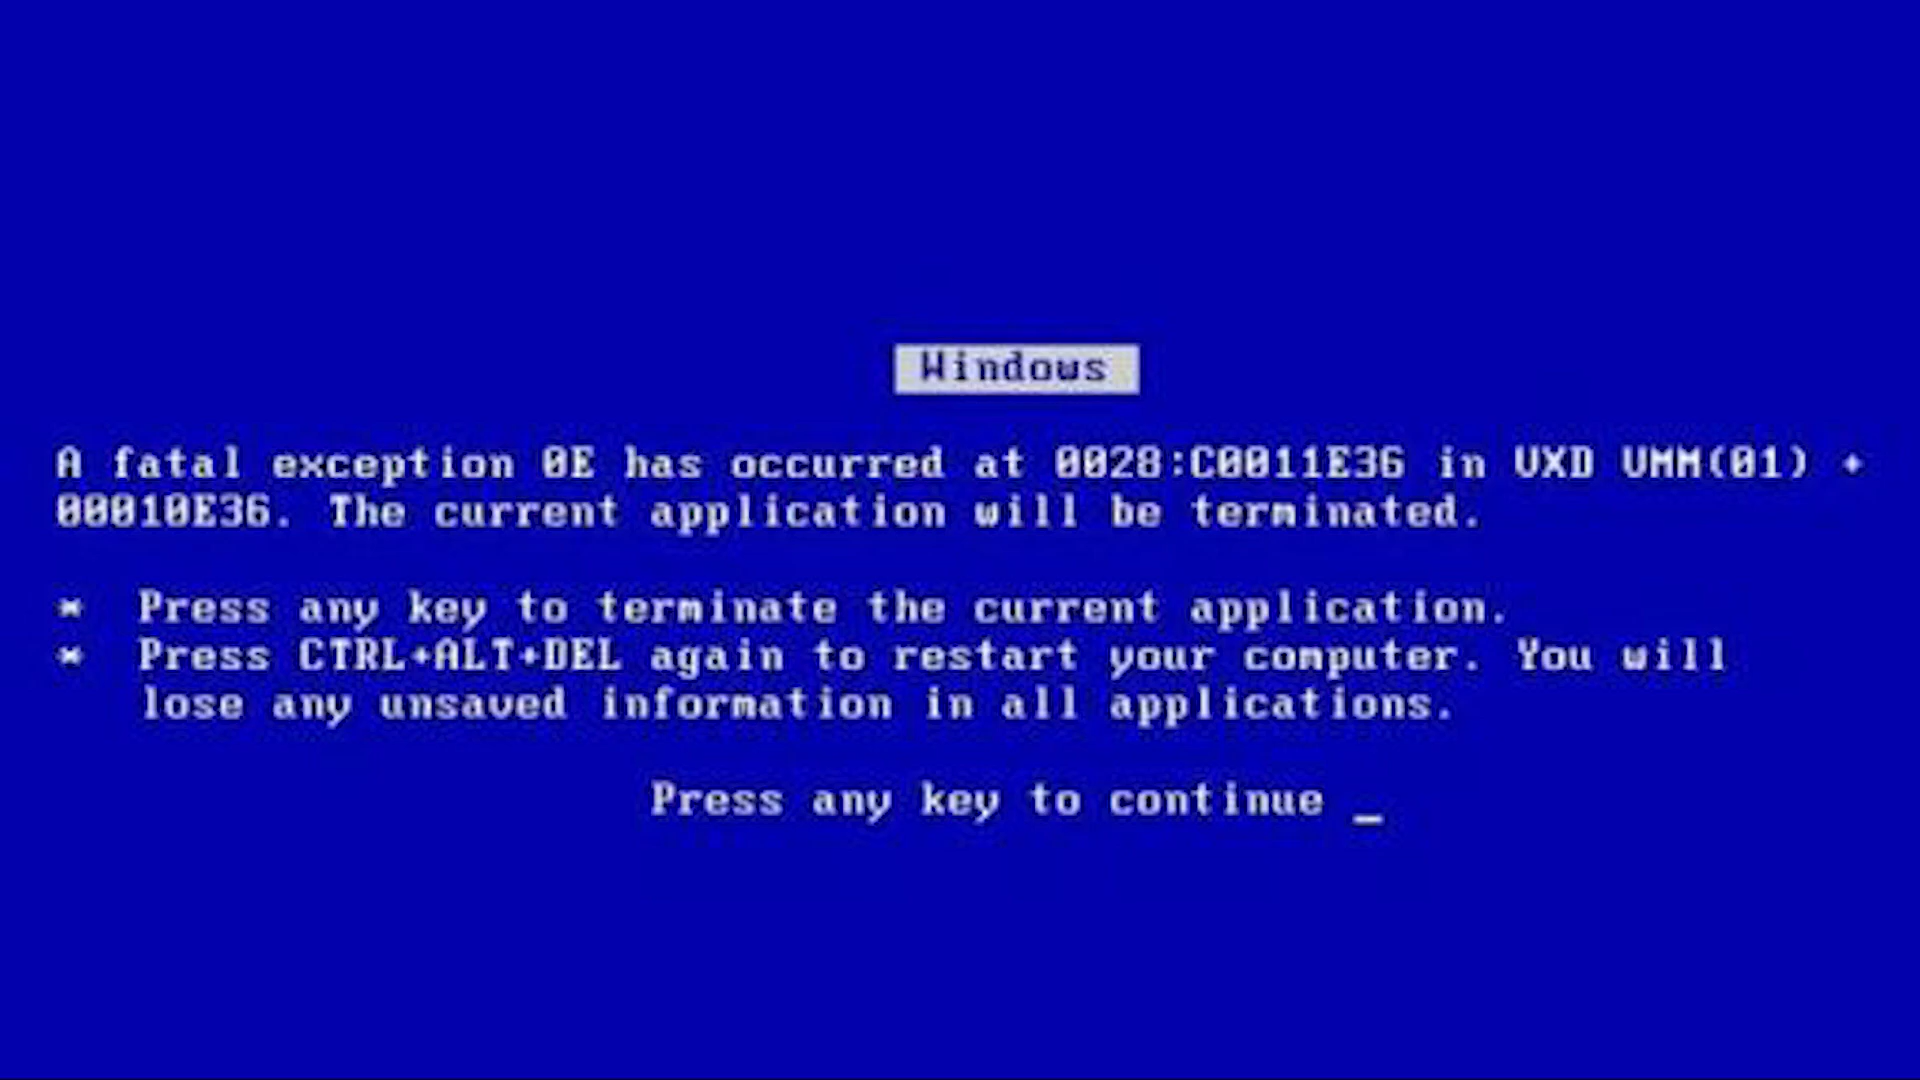 Windows
A fatal exception 0E has occurred at 0028:C0011E36 in VXD VMM(01) +
00010E36. The current application will be terminated.
* Press any key to terminate the current application.
* Press CTRL+ALT+DEL again to restart your computer. You will
lose any unsaved information in all applications.
Press any key to continue _